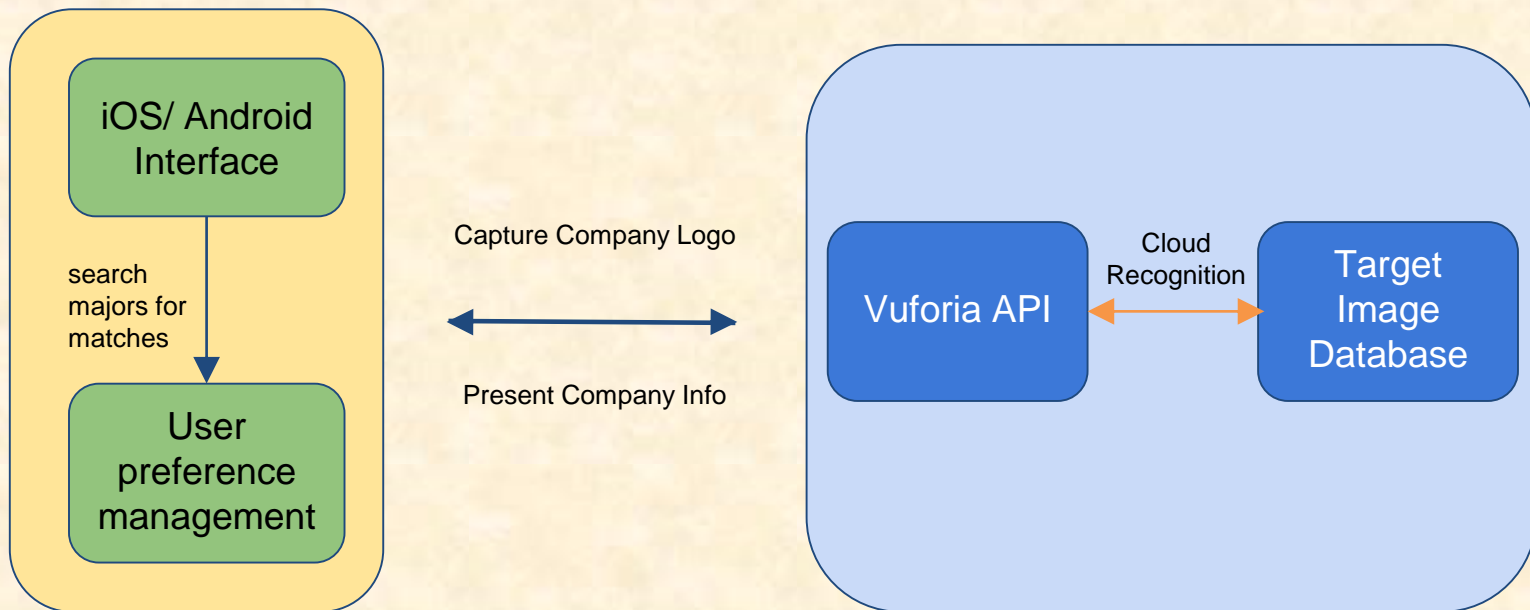 iOS/ Android
Interface
search
majors for
matches
User
preference
management
Capture Company Logo
Present Company Info
Vuforia API
Cloud
Recognition
Target
Image
Database